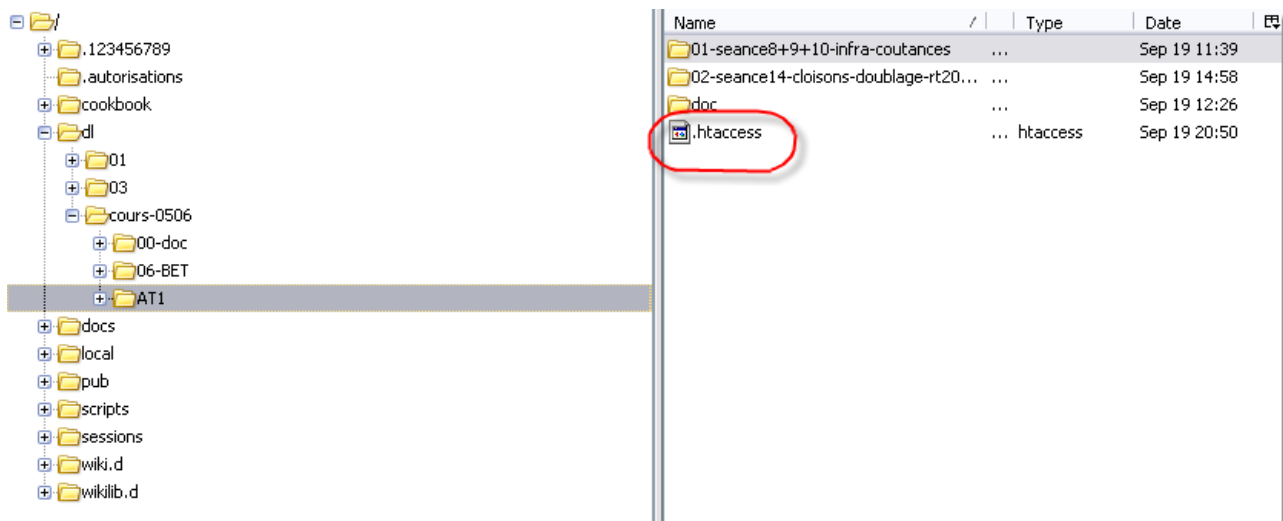 /
.123456789
.autorisations
cookbook
dl
01
03
cours-0506
00-doc
06-BET
AT1
docs
local
pub
scripts
sessions
wiki.d
wikilib.d
Name / Type Date
01-seance8+9+10-infra-coutances ... Sep 19 11:39
02-seance14-cloisons-doublage-rt20... ... Sep 19 14:58
doc ... Sep 19 12:26
.htaccess ... htaccess Sep 19 20:50